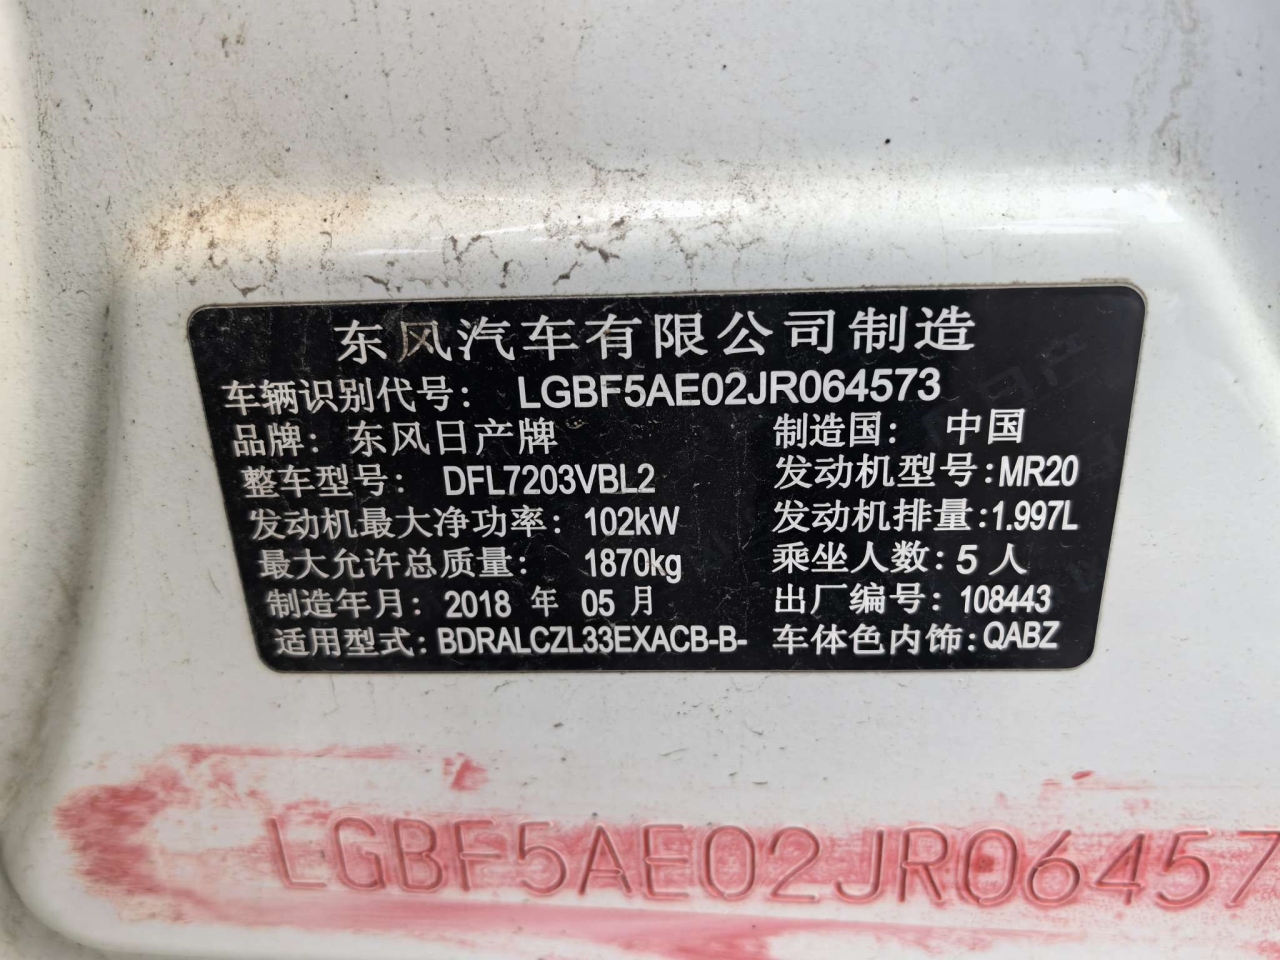 东风汽车有限公司制造
车辆识别代号: LGBF5AE02JR064573
品牌: 东风日产牌 制造国: 中国
整车型号: DFL7203VBL2 发动机型号:MR20
发动机最大净功率: 102kW 发动机排量:1.997L
最大允许总质量: 1870kg 乘坐人数:5 人
制造年月: 2018 年 05 月 出厂编号: 108443
适用型式: BDRALCZL33EXACB-B- 车体色内饰:QABZ
LGBF5AE02JR06457